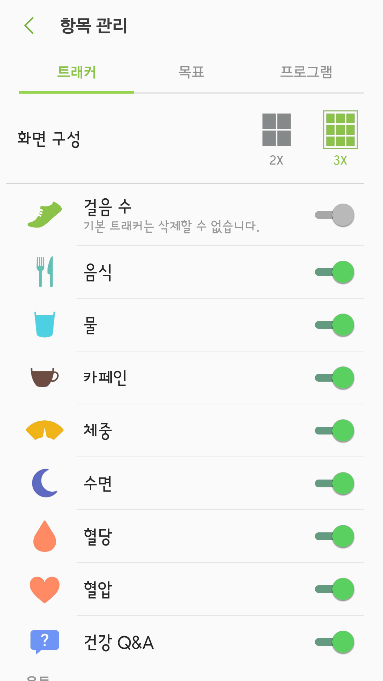 항목 관리
트래커 목표 프로그램
화면 구성
2X 3X
걸음 수
기본 트래커는 삭제할 수 없습니다.
음식
물
카페인
체중
수면
혈당
혈압
?
건강 Q&A